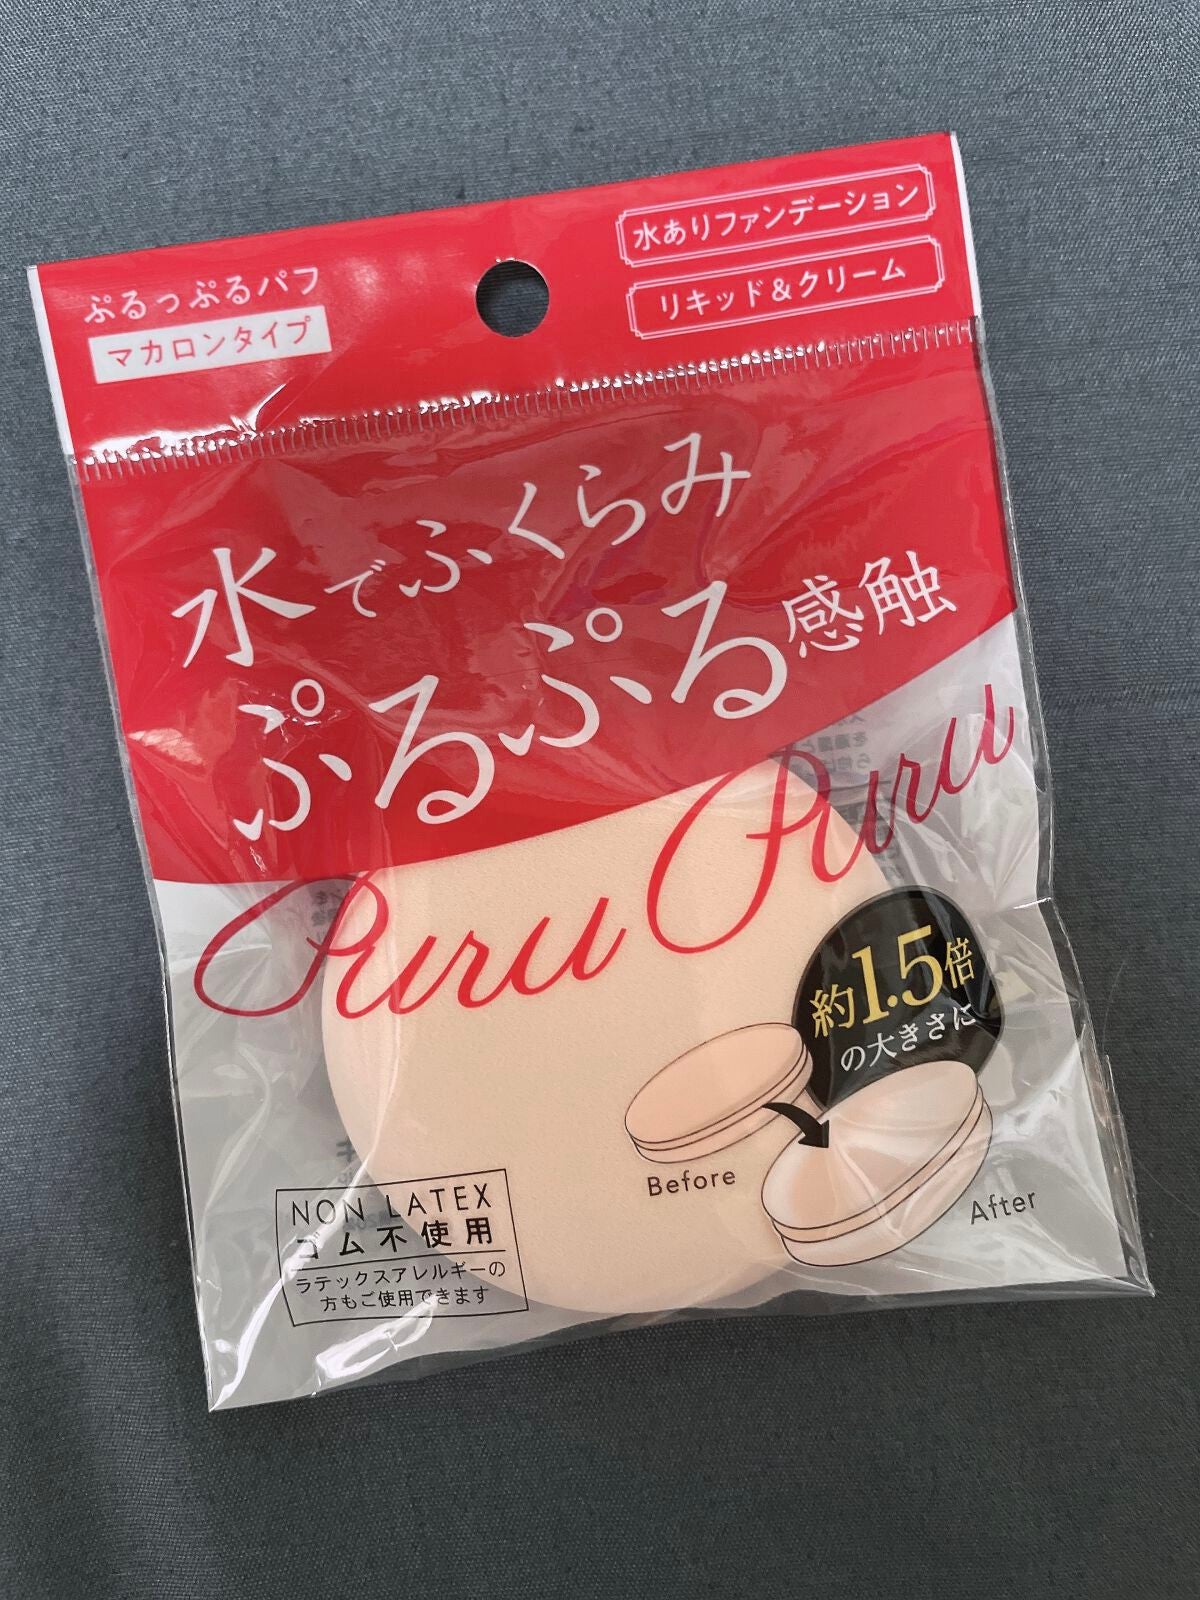 ぷるっぷるパフ
マカロンタイプ
水ありファンデーション
リキッド&クリーム
水でふくらみ
ぷるぷる感触
Puru Puru
約1.5倍
の大きさに
Before
After
NON LATEX
ゴム不使用
ラテックスアレルギーの
方もご使用できます